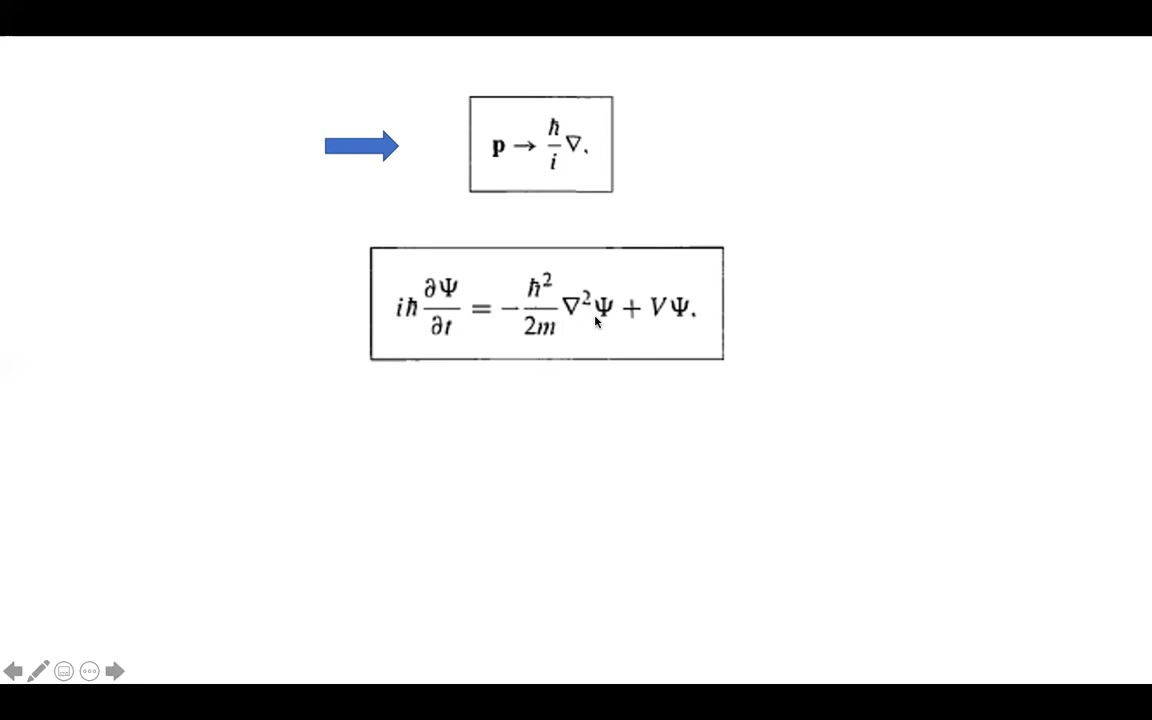 p → ħ/i ∇.
iħ ∂Ψ/∂t = − ħ²/2m ∇²Ψ + VΨ.